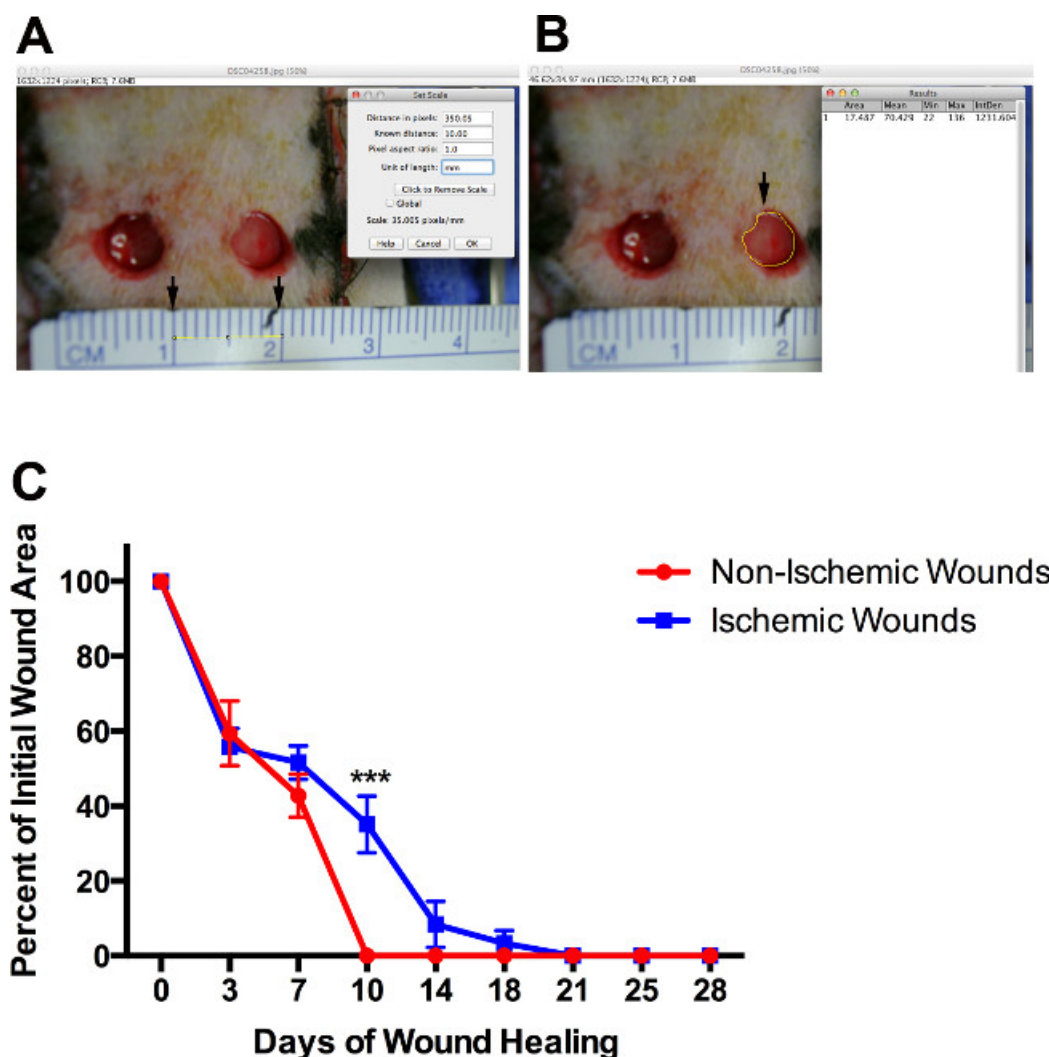 A
B
DSC04258.jpg (50%)
1632x1224 pixels; RGB; 7.6MB
Set Scale
Distance in pixels: 350.05
Known distance: 10.00
Pixel aspect ratio: 1.0
Unit of length: mm
Click to Remove Scale
Global
Scale: 35.005 pixels/mm
Help Cancel OK
CM 1 2 3 4
DSC04258.jpg (50%)
46.62x34.97 mm (1632x1224); RGB; 7.6MB
Results
Area Mean Min Max IntDen
1 17.487 70.429 22 136 1231.604
CM 1 2
C
Percent of Initial Wound Area
100
80
60
40
20
0
***
Non-Ischemic Wounds
Ischemic Wounds
0 3 7 10 14 18 21 25 28
Days of Wound Healing